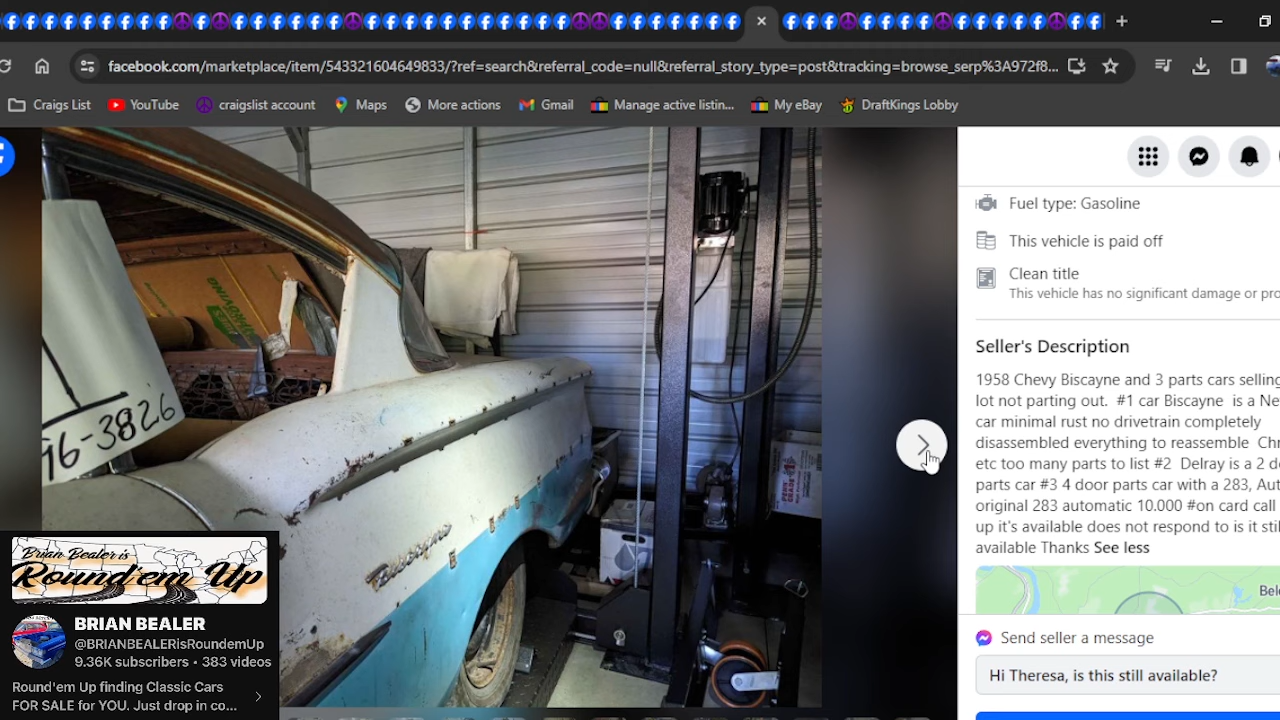 facebook.com/marketplace/item/543321604649833/?ref=search&referral_code=null&referral_story_type=post&tracking=browse_serp%3A972f8...
Craigs List YouTube craigslist account Maps More actions Gmail Manage active listin... My eBay DraftKings Lobby
Fuel type: Gasoline
This vehicle is paid off
Clean title
This vehicle has no significant damage or pro
Seller's Description
1958 Chevy Biscayne and 3 parts cars selling
lot not parting out. #1 car Biscayne is a Ne
car minimal rust no drivetrain completely
disassembled everything to reassemble Chr
etc too many parts to list #2 Delray is a 2 d
parts car #3 4 door parts car with a 283, Aut
original 283 automatic 10.000 #on card call
up it's available does not respond to is it stil
available Thanks See less
Bel
Send seller a message
Hi Theresa, is this still available?
96-3826
Biscayne
Brian Bealer is
Round'em Up
BRIAN BEALER
@BRIANBEALERisRoundemUp
9.36K subscribers • 383 videos
Round'em Up finding Classic Cars
FOR SALE for YOU. Just drop in co...